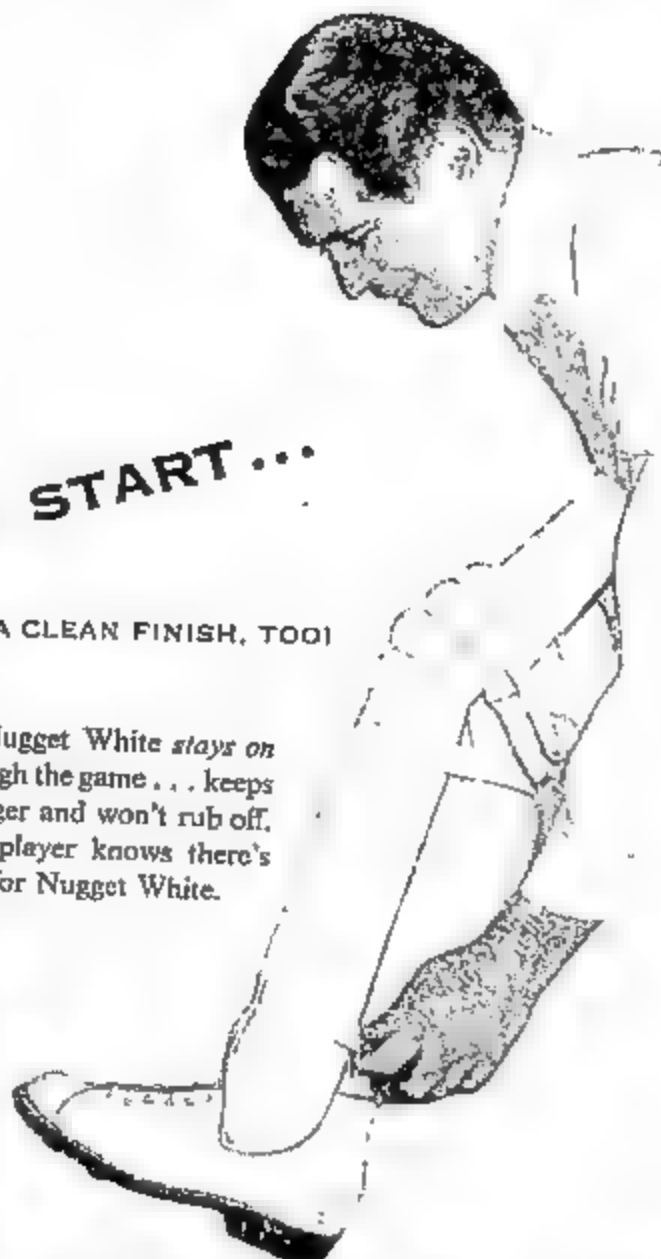 START...
A CLEAN FINISH, TOO!
Nugget White stays on
gh the game... keeps
ger and won't rub off.
player knows there's
for Nugget White.